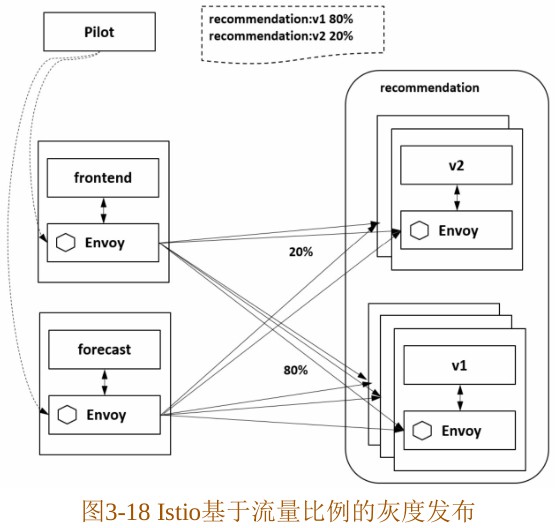 Pilot
recommendation:v1 80%
recommendation:v2 20%
recommendation
frontend
Envoy
v2
Envoy
20%
forecast
Envoy
80%
v1
Envoy
图3-18 Istio基于流量比例的灰度发布